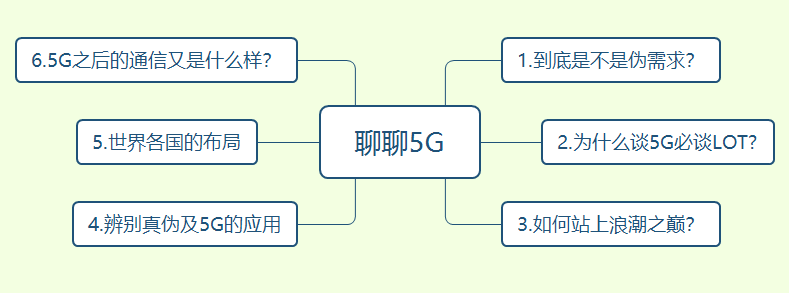 聊聊5G
1.到底是不是伪需求？
2.为什么谈5G必谈LOT？
3.如何站上浪潮之巅？
4.辨别真伪及5G的应用
5.世界各国的布局
6.5G之后的通信又是什么样？